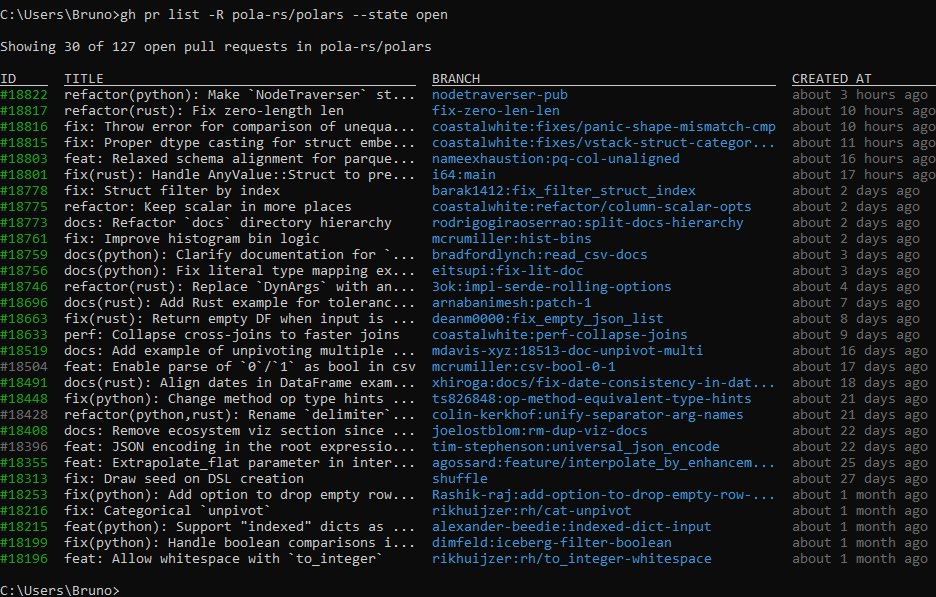 C:\Users\Bruno>gh pr list -R pola-rs/polars --state open
Showing 30 of 127 open pull requests in pola-rs/polars
ID TITLE BRANCH CREATED AT
#18822 refactor(python): Make `NodeTraverser` st... nodetraverser-pub about 3 hours ago
#18817 refactor(rust): Fix zero-length len fix-zero-len-len about 10 hours ago
#18816 fix: Throw error for comparison of unequa... coastalwhite:fixes/panic-shape-mismatch-cmp about 10 hours ago
#18815 fix: Proper dtype casting for struct embe... coastalwhite:fixes/vstack-struct-categor... about 11 hours ago
#18803 feat: Relaxed schema alignment for parque... nameexhaustion:pq-col-unaligned about 16 hours ago
#18801 fix(rust): Handle AnyValue::Struct to pre... i64:main about 17 hours ago
#18778 fix: Struct filter by index barak1412:fix_filter_struct_index about 2 days ago
#18775 refactor: Keep scalar in more places coastalwhite:refactor/column-scalar-opts about 2 days ago
#18773 docs: Refactor `docs` directory hierarchy rodrigogiraoserrao:split-docs-hierarchy about 2 days ago
#18761 fix: Improve histogram bin logic mcrumiller:hist-bins about 2 days ago
#18759 docs(python): Clarify documentation for `... bradfordlynch:read_csv-docs about 3 days ago
#18756 docs(python): Fix literal type mapping ex... eitsupi:fix-lit-doc about 3 days ago
#18746 refactor(rust): Replace `DynArgs` with an... 3ok:impl-serde-rolling-options about 4 days ago
#18696 docs(rust): Add Rust example for toleranc... arnabanimesh:patch-1 about 7 days ago
#18663 fix(rust): Return empty DF when input is ... deanm0000:fix_empty_json_list about 8 days ago
#18633 perf: Collapse cross-joins to faster joins coastalwhite:perf-collapse-joins about 9 days ago
#18519 docs: Add example of unpivoting multiple ... mdavis-xyz:18513-doc-unpivot-multi about 16 days ago
#18504 feat: Enable parse of `0`/`1` as bool in csv mcrumiller:csv-bool-0-1 about 17 days ago
#18491 docs(rust): Align dates in DataFrame exam... xhiroga:docs/fix-date-consistency-in-dat... about 18 days ago
#18448 fix(python): Change method op type hints ... ts826848:op-method-equivalent-type-hints about 21 days ago
#18428 refactor(python,rust): Rename `delimiter`... colin-kerkhof:unify-separator-arg-names about 21 days ago
#18408 docs: Remove ecosystem viz section since ... joelostblom:rm-dup-viz-docs about 22 days ago
#18396 feat: JSON encoding in the root expressio... tim-stephenson:universal_json_encode about 22 days ago
#18355 feat: Extrapolate_flat parameter in inter... agossard:feature/interpolate_by_enhancem... about 25 days ago
#18313 fix: Draw seed on DSL creation shuffle about 27 days ago
#18253 fix(python): Add option to drop empty row... Rashik-raj:add-option-to-drop-empty-row-... about 1 month ago
#18216 fix: Categorical `unpivot` rikhuijzer:rh/cat-unpivot about 1 month ago
#18215 feat(python): Support "indexed" dicts as ... alexander-beedie:indexed-dict-input about 1 month ago
#18199 fix(python): Handle boolean comparisons i... dimfeld:iceberg-filter-boolean about 1 month ago
#18196 feat: Allow whitespace with `to_integer` rikhuijzer:rh/to_integer-whitespace about 1 month ago
C:\Users\Bruno>